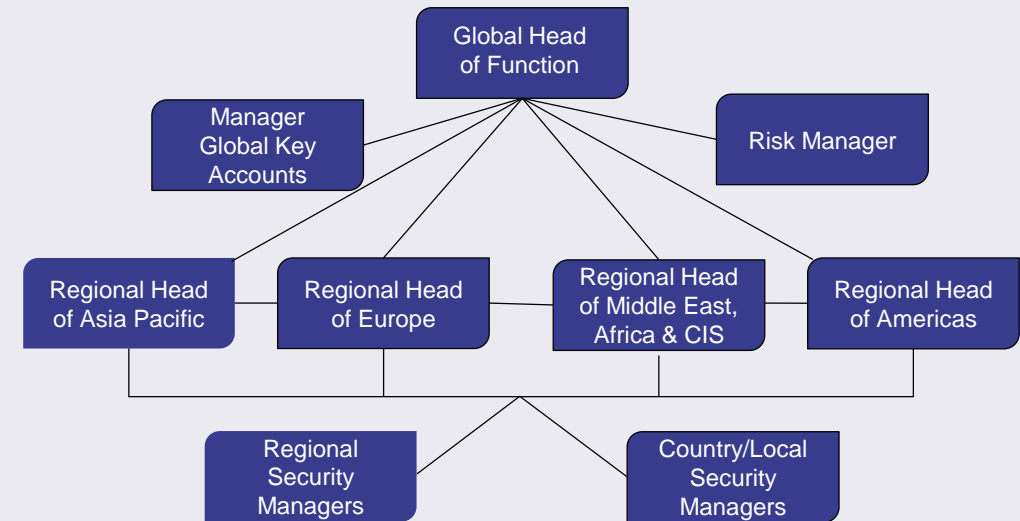 Global Head
of Function
Manager
Global Key
Accounts
Risk Manager
Regional Head
of Asia Pacific
Regional Head
of Europe
Regional Head
of Middle East,
Africa & CIS
Regional Head
of Americas
Regional
Security
Managers
Country/Local
Security
Managers